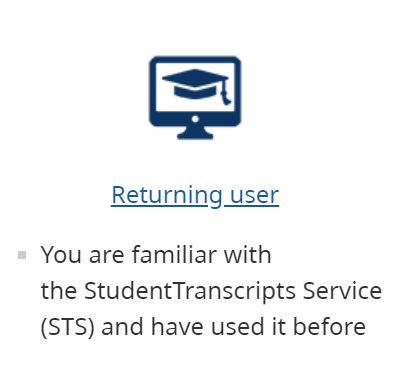 Returning user
You are familiar with
the StudentTranscripts Service
(STS) and have used it before